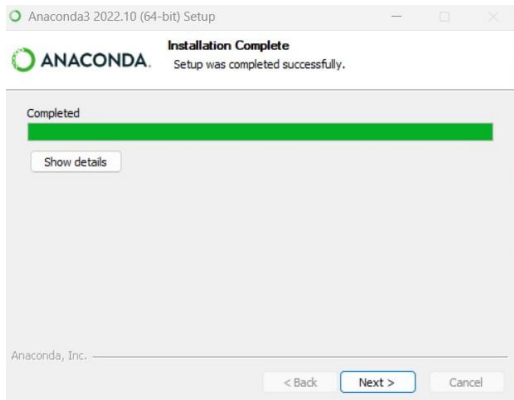 Anaconda3 2022.10 (64-bit) Setup
ANACONDA.
Installation Complete
Setup was completed successfully.
Completed
Show details
Anaconda, Inc.
< Back
Next >
Cancel